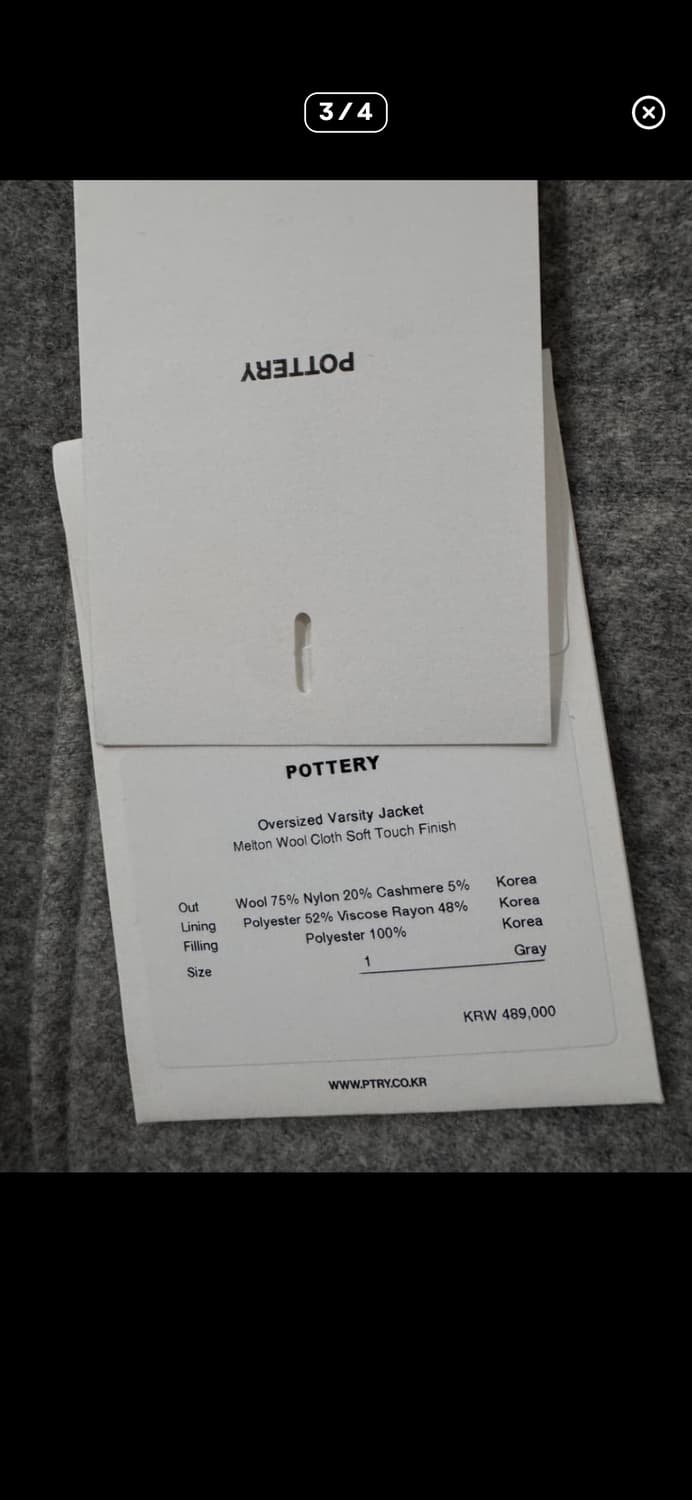 3/4
POTTERY
POTTERY
Oversized Varsity Jacket
Melton Wool Cloth Soft Touch Finish
Out Wool 75% Nylon 20% Cashmere 5% Korea
Lining Polyester 52% Viscose Rayon 48% Korea
Filling Polyester 100% Korea
Size 1 Gray
KRW 489,000
WWW.PTRY.CO.KR